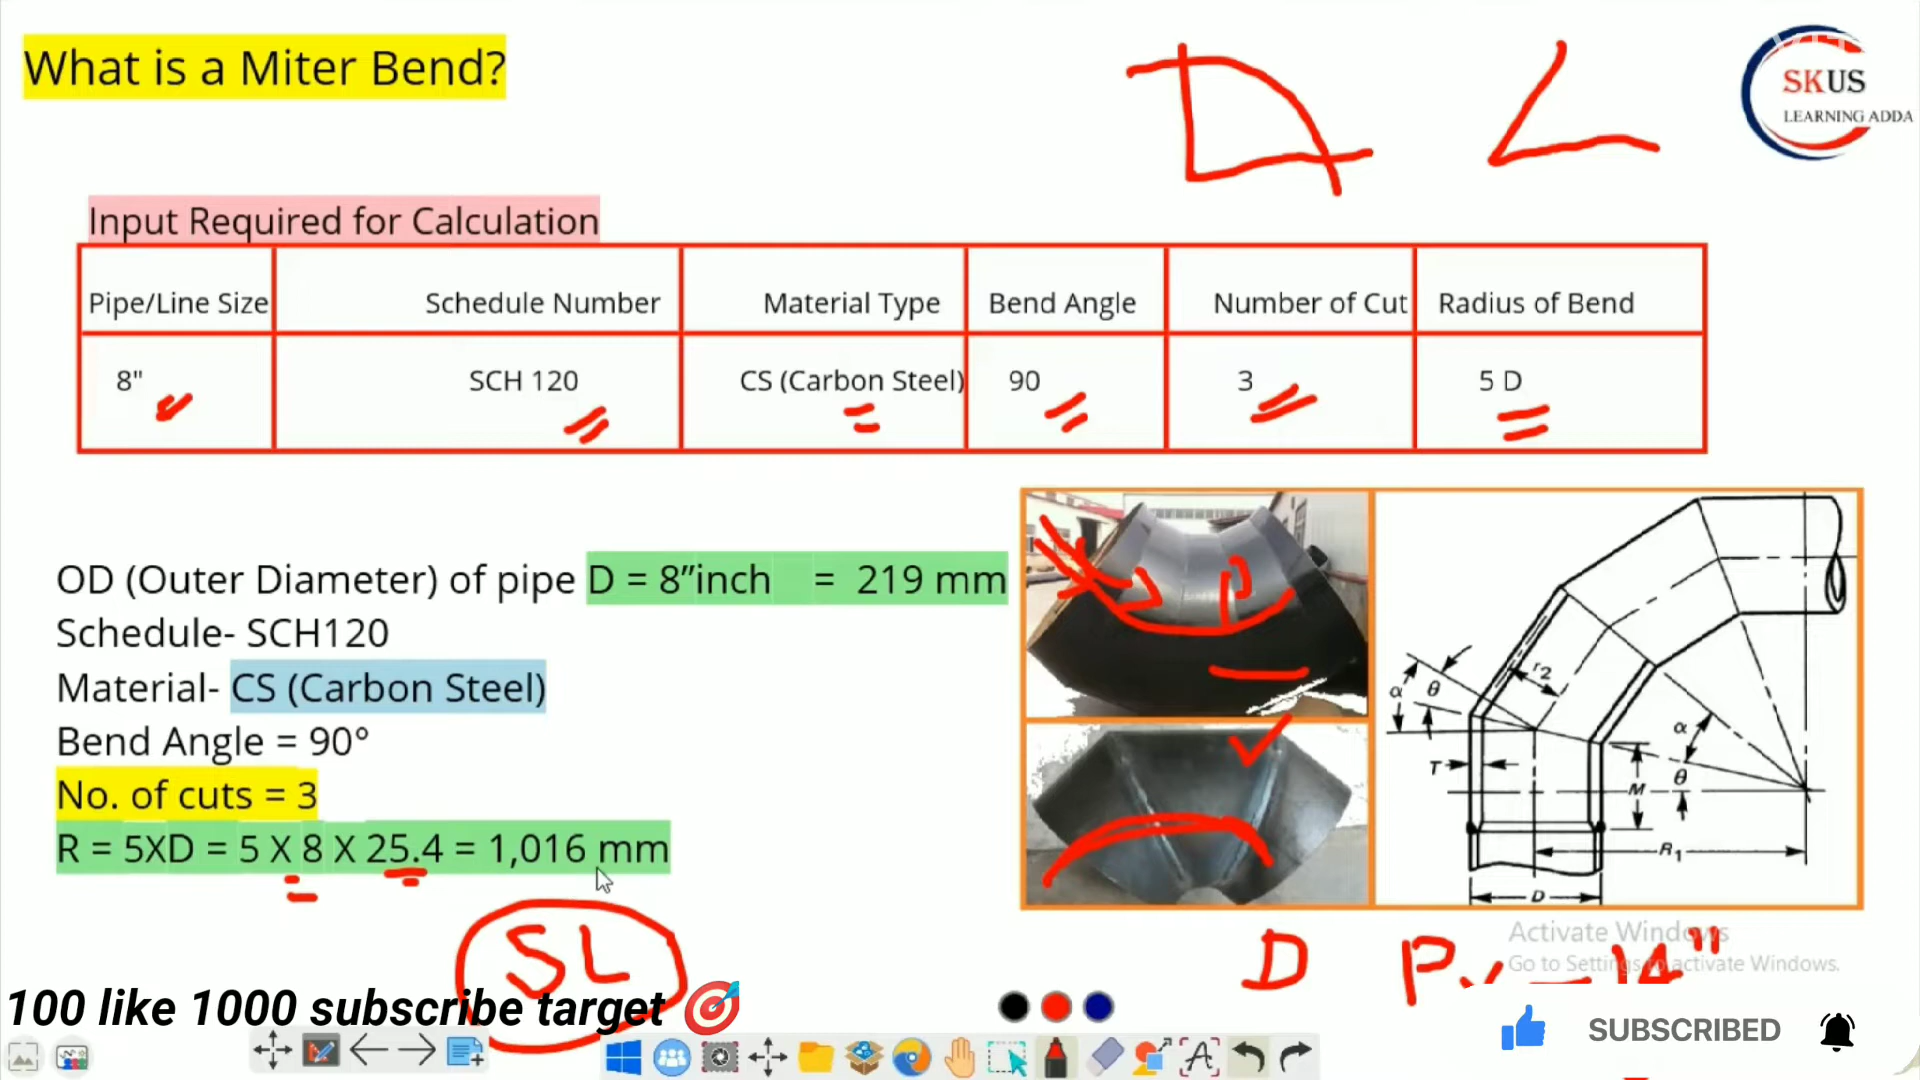 What is a Miter Bend?
SKUS
LEARNING ADDA
Input Required for Calculation
Pipe/Line Size Schedule Number Material Type Bend Angle Number of Cut Radius of Bend
8" SCH 120 CS (Carbon Steel) 90 3 5 D
OD (Outer Diameter) of pipe D = 8”inch = 219 mm
Schedule- SCH120
Material- CS (Carbon Steel)
Bend Angle = 90°
No. of cuts = 3
R = 5XD = 5 X 8 X 25.4 = 1,016 mm
D
r2
α θ
α
T
M θ
R1
D
SL
D P
14"
Activate Windows
Go to Settings to activate Windows.
100 like 1000 subscribe target
SUBSCRIBED
A